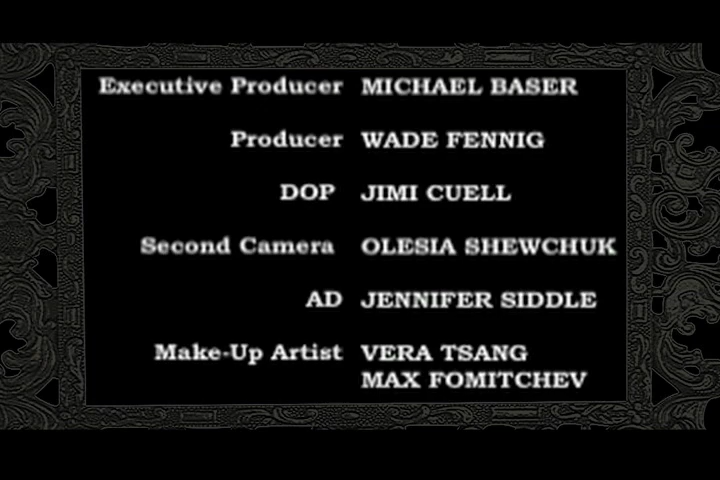 Executive Producer MICHAEL BASER
Producer WADE FENNIG
DOP JIMI CUELL
Second Camera OLESIA SHEWCHUK
AD JENNIFER SIDDLE
Make-Up Artist VERA TSANG
MAX FOMITCHEV